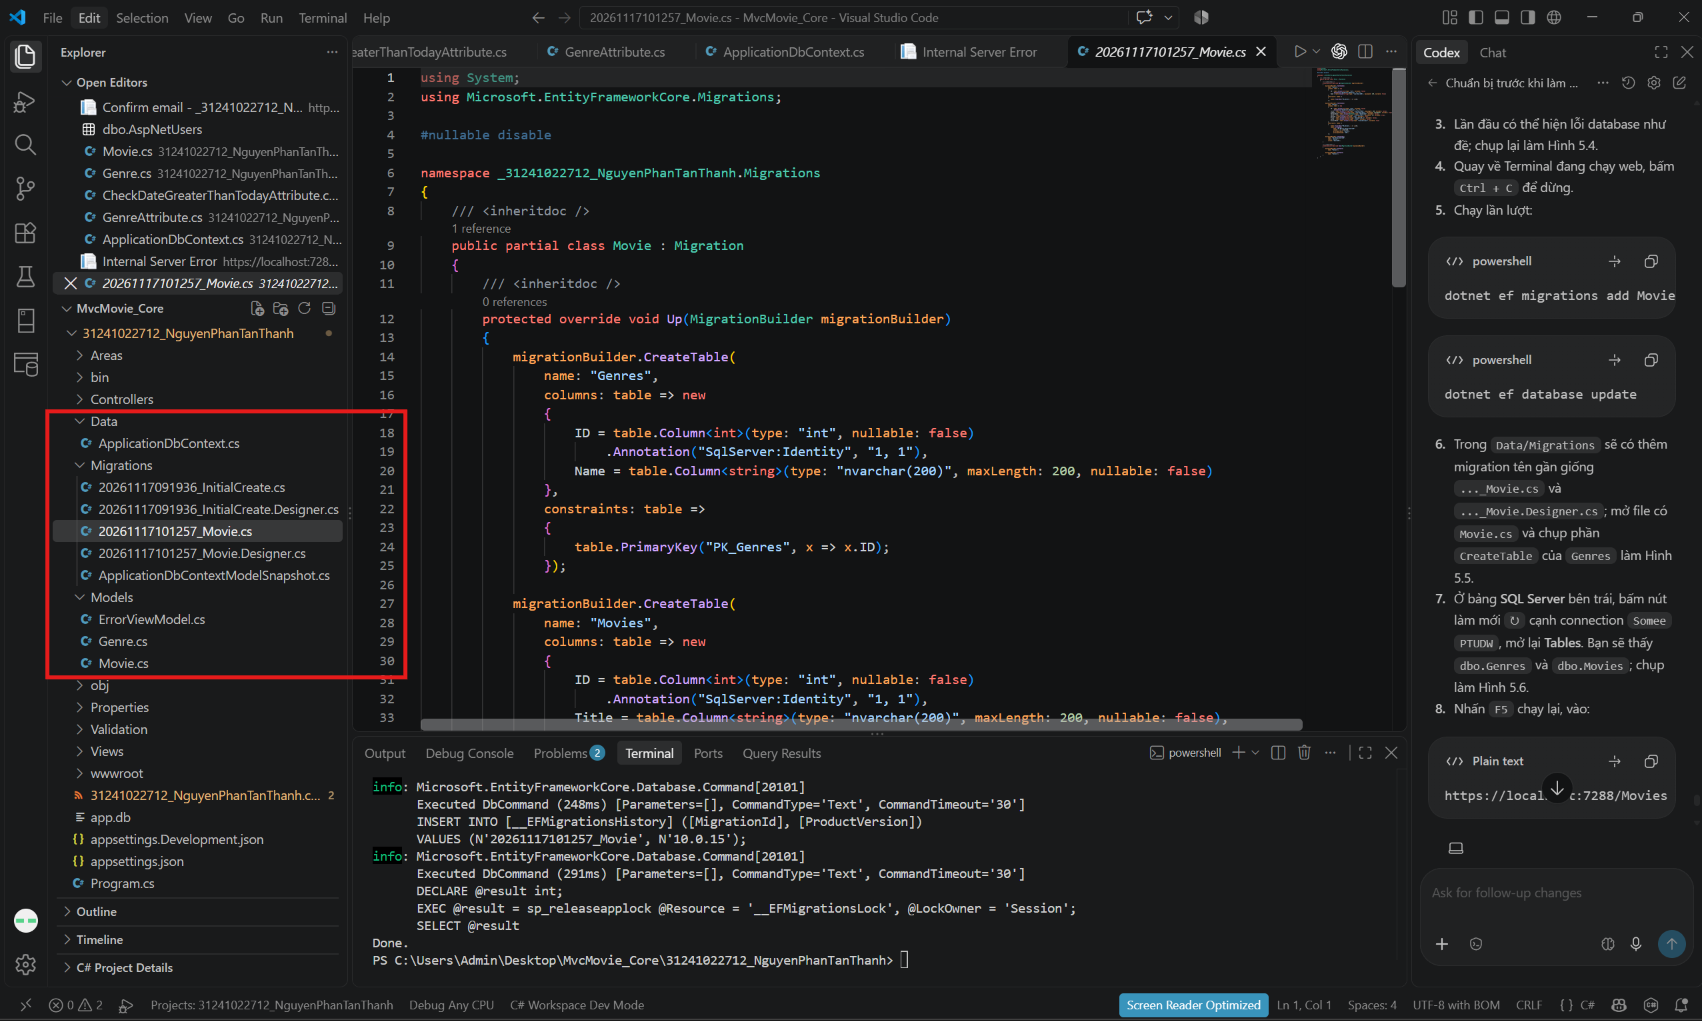 File Edit Selection View Go Run Terminal Help
20261117101257_Movie.cs - MvcMovie_Core - Visual Studio Code
Explorer
Open Editors
Confirm email - _31241022712_N... http...
dbo.AspNetUsers
Movie.cs 31241022712_NguyenPhanTanTh...
Genre.cs 31241022712_NguyenPhanTanTh...
CheckDateGreaterThanTodayAttribute.c...
GenreAttribute.cs 31241022712_NguyenP...
ApplicationDbContext.cs 31241022712_N...
Internal Server Error https://localhost:728...
20261117101257_Movie.cs 3124102271​2...
MvcMovie_Core
31241022712_NguyenPhanTanThanh
Areas
bin
Controllers
Data
ApplicationDbContext.cs
Migrations
20261117091936_InitialCreate.cs
20261117091936_InitialCreate.Designer.cs
20261117101257_Movie.cs
20261117101257_Movie.Designer.cs
ApplicationDbContextModelSnapshot.cs
Models
ErrorViewModel.cs
Genre.cs
Movie.cs
obj
Properties
Validation
Views
wwwroot
31241022712_NguyenPhanTanThanh.c... 2
app.db
appsettings.Development.json
appsettings.json
Program.cs
Outline
Timeline
C# Project Details
eaterThanTodayAttribute.cs GenreAttribute.cs ApplicationDbContext.cs Internal Server Error 20261117101257_Movie.cs
1 using System;
2 using Microsoft.EntityFrameworkCore.Migrations;
3
4 #nullable disable
5
6 namespace _31241022712_NguyenPhanTanThanh.Migrations
7 {
8 /// <inheritdoc />
1 reference
9 public partial class Movie : Migration
10 {
11 /// <inheritdoc />
0 references
12 protected override void Up(MigrationBuilder migrationBuilder)
13 {
14 migrationBuilder.CreateTable(
15 name: "Genres",
16 columns: table => new
17 {
18 ID = table.Column<int>(type: "int", nullable: false)
19 .Annotation("SqlServer:Identity", "1, 1"),
20 Name = table.Column<string>(type: "nvarchar(200)", maxLength: 200, nullable: false)
21 },
22 constraints: table =>
23 {
24 table.PrimaryKey("PK_Genres", x => x.ID);
25 });
26
27 migrationBuilder.CreateTable(
28 name: "Movies",
29 columns: table => new
30 {
31 ID = table.Column<int>(type: "int", nullable: false)
32 .Annotation("SqlServer:Identity", "1, 1"),
33 Title = table.Column<string>(type: "nvarchar(200)", maxLength: 200, nullable: false),
Output Debug Console Problems 2 Terminal Ports Query Results
powershell
info: Microsoft.EntityFrameworkCore.Database.Command[20101]
Executed DbCommand (248ms) [Parameters=[], CommandType='Text', CommandTimeout='30']
INSERT INTO [__EFMigrationsHistory] ([MigrationId], [ProductVersion])
VALUES (N'20261117101257_Movie', N'10.0.15');
info: Microsoft.EntityFrameworkCore.Database.Command[20101]
Executed DbCommand (291ms) [Parameters=[], CommandType='Text', CommandTimeout='30']
DECLARE @result int;
EXEC @result = sp_releaseapplock @Resource = '__EFMigrationsLock', @LockOwner = 'Session';
SELECT @result
Done.
PS C:\Users\Admin\Desktop\MvcMovie_Core\31241022712_NguyenPhanTanThanh>
Codex Chat
Chuẩn bị trước khi làm ...
3. Lần đầu có thể hiện lỗi database như
đề; chụp lại làm Hình 5.4.
4. Quay về Terminal đang chạy web, bấm
Ctrl + C để dừng.
5. Chạy lần lượt:
powershell
dotnet ef migrations add Movie
powershell
dotnet ef database update
6. Trong Data/Migrations sẽ có thêm
migration tên gần giống
..._Movie.cs và
..._Movie.Designer.cs; mở file có
Movie.cs và chụp phần
CreateTable của Genres làm Hình
5.5.
7. Ở bảng SQL Server bên trái, bấm nút
làm mới ↻ cạnh connection Somee
PTUDW, mở lại Tables. Bạn sẽ thấy
dbo.Genres và dbo.Movies; chụp
làm Hình 5.6.
8. Nhấn F5 chạy lại, vào:
Plain text
:7288/Movies
Ask for follow-up changes
0 2 Projects: 31241022712_NguyenPhanTanThanh Debug Any CPU C# Workspace Dev Mode
Screen Reader Optimized Ln 1, Col 1 Spaces: 4 UTF-8 with BOM CRLF {} C#